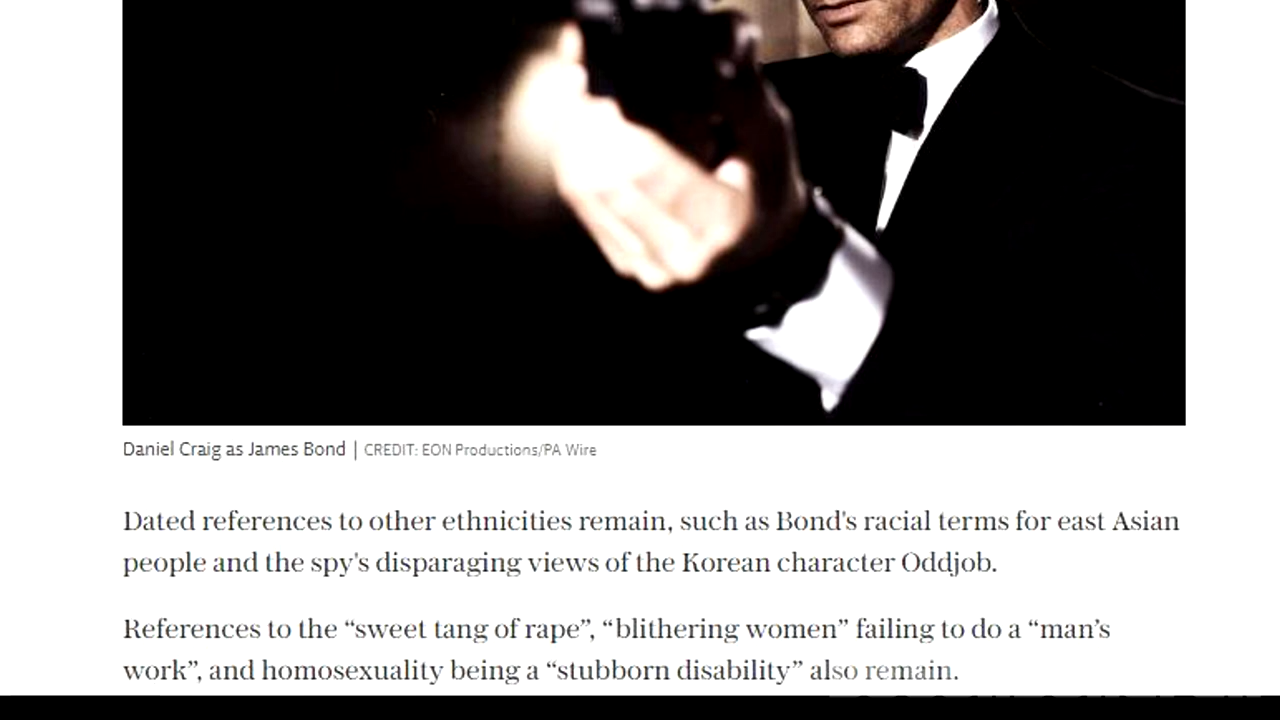 Daniel Craig as James Bond | CREDIT: EON Productions/PA Wire
Dated references to other ethnicities remain, such as Bond's racial terms for east Asian
people and the spy's disparaging views of the Korean character Oddjob.
References to the “sweet tang of rape”, “blithering women” failing to do a “man’s
work”, and homosexuality being a “stubborn disability” also remain.